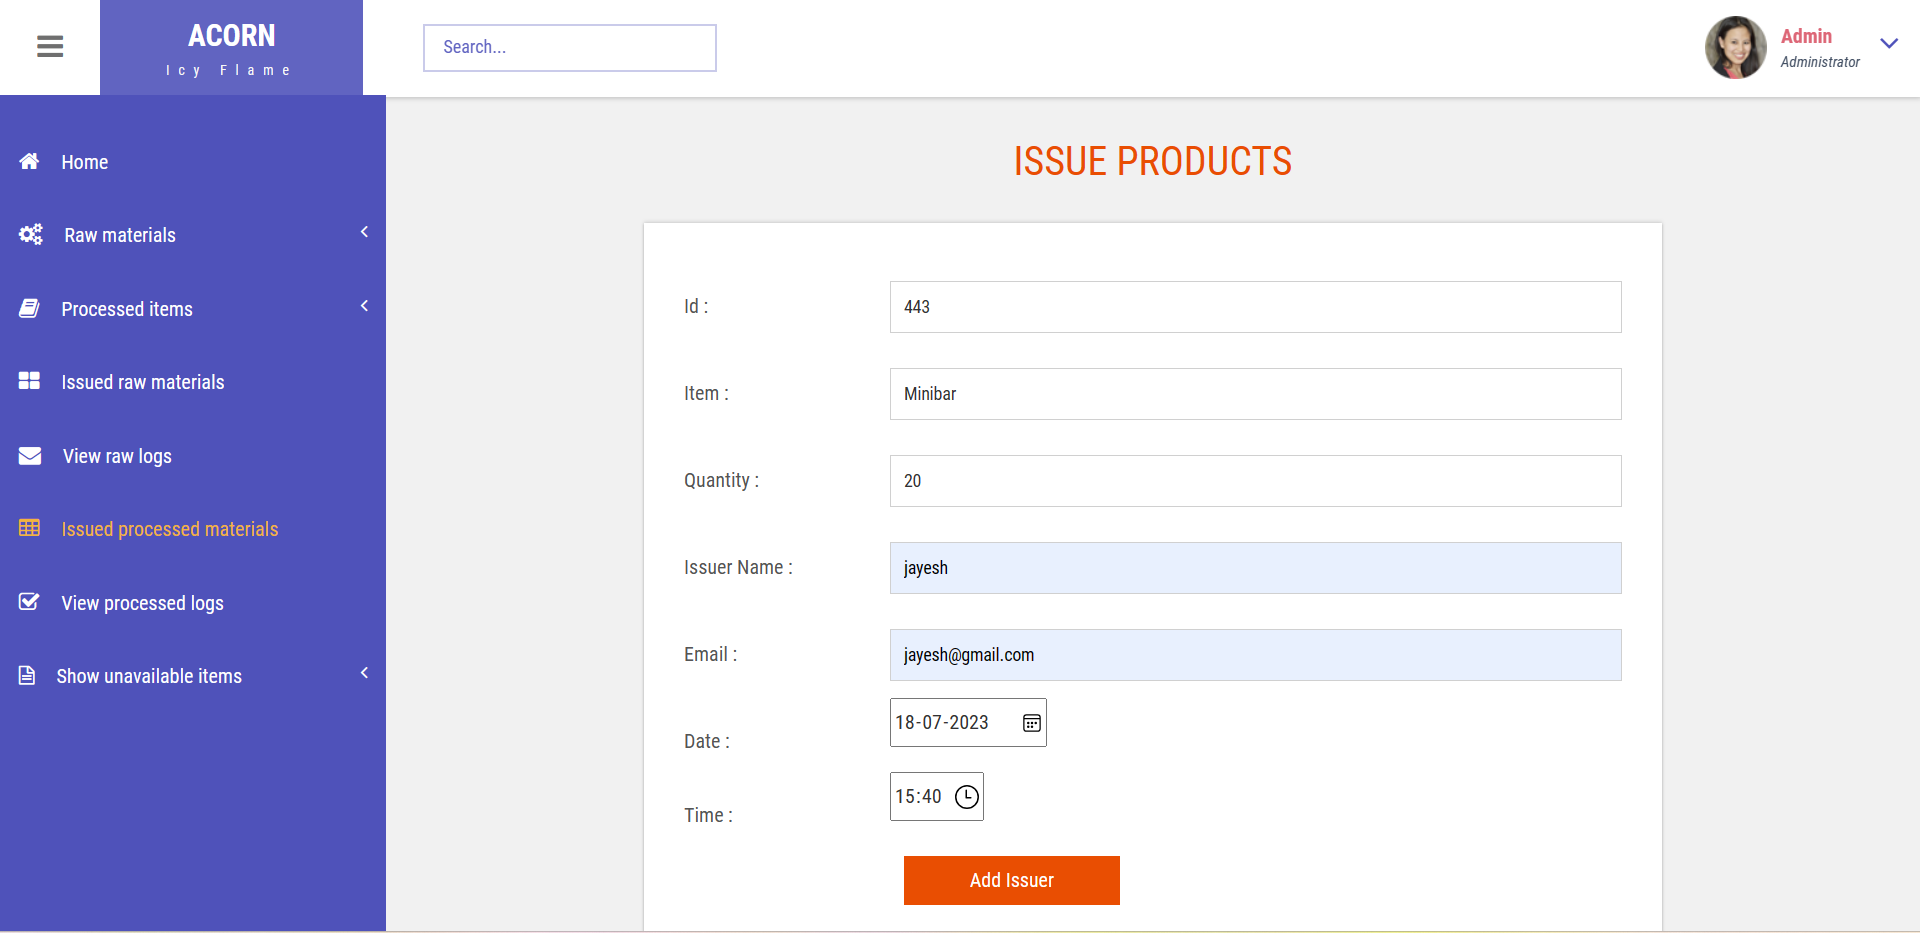 ACORN
Icy Flame
Search...
Admin
Administrator
Home
Raw materials
Processed items
Issued raw materials
View raw logs
Issued processed materials
View processed logs
Show unavailable items
ISSUE PRODUCTS
Id : 443
Item : Minibar
Quantity : 20
Issuer Name : jayesh
Email : jayesh@gmail.com
Date : 18-07-2023
Time : 15:40
Add Issuer